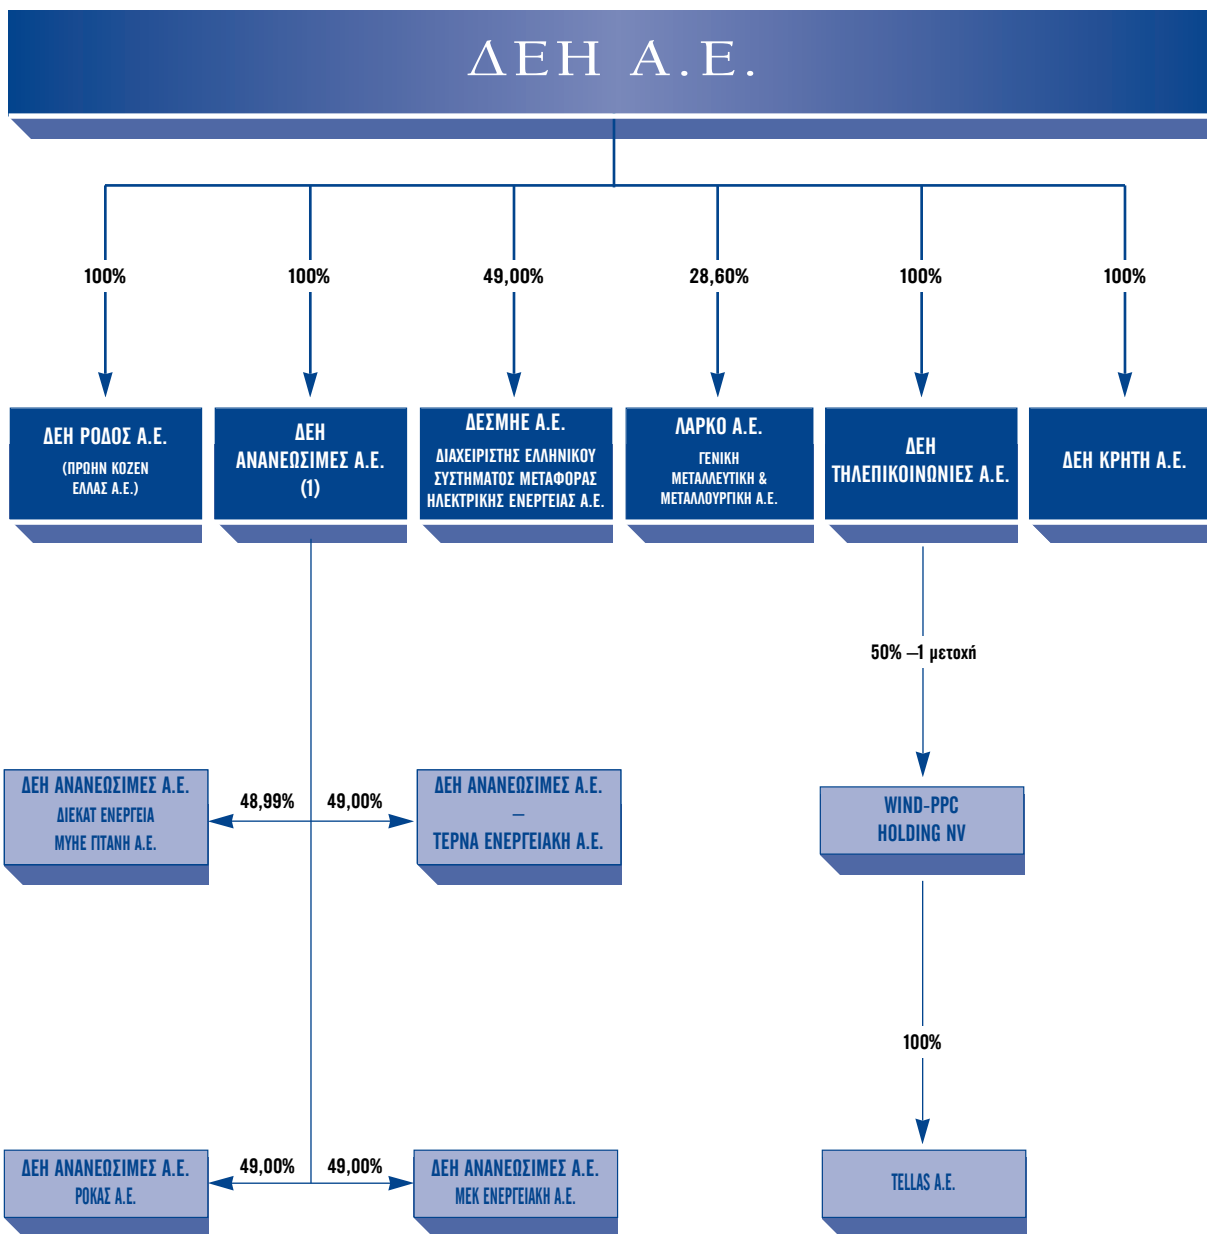 ΔΕΗ Α.Ε.
100%
100%
49,00%
28,60%
100%
100%
ΔΕΗ ΡΟΔΟΣ Α.Ε.
(ΠΡΩΗΝ ΚΟΖΕΝ
ΕΛΛΑΣ Α.Ε.)
ΔΕΗ
ΑΝΑΝΕΩΣΙΜΕΣ Α.Ε.
(1)
ΔΕΣΜΗΕ Α.Ε.
ΔΙΑΧΕΙΡΙΣΤΗΣ ΕΛΛΗΝΙΚΟΥ
ΣΥΣΤΗΜΑΤΟΣ ΜΕΤΑΦΟΡΑΣ
ΗΛΕΚΤΡΙΚΗΣ ΕΝΕΡΓΕΙΑΣ Α.Ε.
ΛΑΡΚΟ Α.Ε.
ΓΕΝΙΚΗ
ΜΕΤΑΛΛΕΥΤΙΚΗ &
ΜΕΤΑΛΛΟΥΡΓΙΚΗ Α.Ε.
ΔΕΗ
ΤΗΛΕΠΙΚΟΙΝΩΝΙΕΣ Α.Ε.
ΔΕΗ ΚΡΗΤΗ Α.Ε.
50% –1 μετοχή
ΔΕΗ ΑΝΑΝΕΩΣΙΜΕΣ Α.Ε.
ΔΙΕΚΑΤ ΕΝΕΡΓΕΙΑ
ΜΥΗΕ ΓΙΤΑΝΗ Α.Ε.
48,99%
49,00%
ΔΕΗ ΑΝΑΝΕΩΣΙΜΕΣ Α.Ε.
–
ΤΕΡΝΑ ΕΝΕΡΓΕΙΑΚΗ Α.Ε.
WIND-PPC
HOLDING NV
100%
ΔΕΗ ΑΝΑΝΕΩΣΙΜΕΣ Α.Ε.
ΡΟΚΑΣ Α.Ε.
49,00%
49,00%
ΔΕΗ ΑΝΑΝΕΩΣΙΜΕΣ Α.Ε.
ΜΕΚ ΕΝΕΡΓΕΙΑΚΗ Α.Ε.
TELLAS Α.Ε.